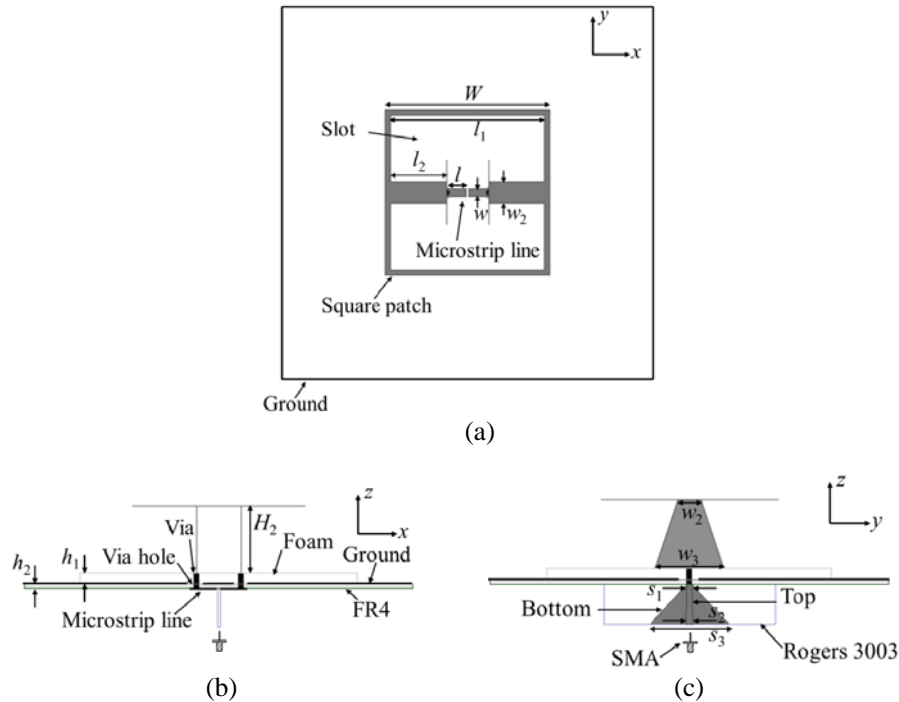 y
x
W
Slot
l1
l2
l
w
w2
Microstrip line
Square patch
Ground
(a)
z
x
Via
H2
Foam
h2
h1
Via hole
Ground
Microstrip line
FR4
(b)
z
y
w2
w3
s1
Bottom
Top
s2
s3
SMA
Rogers 3003
(c)